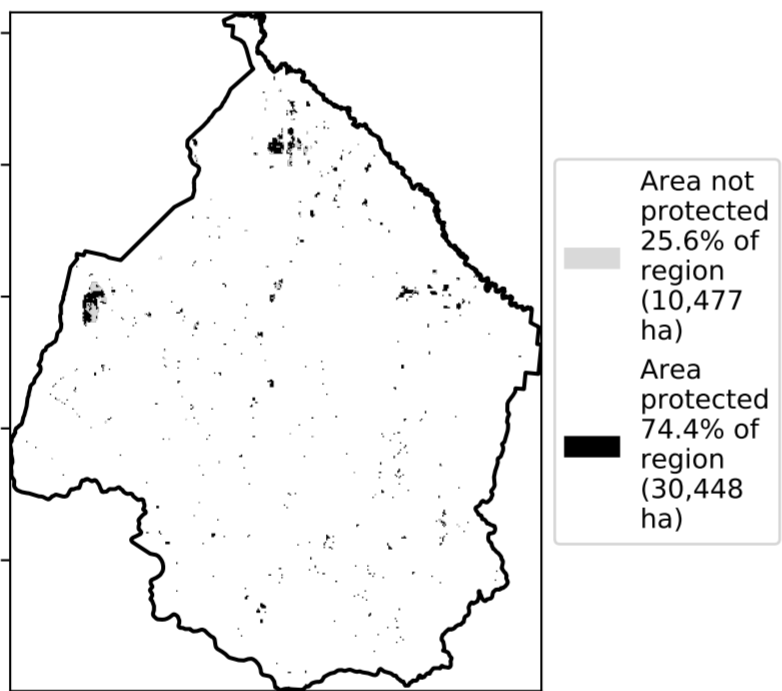 Area not
protected
25.6% of
region
(10,477
ha)
Area
protected
74.4% of
region
(30,448
ha)